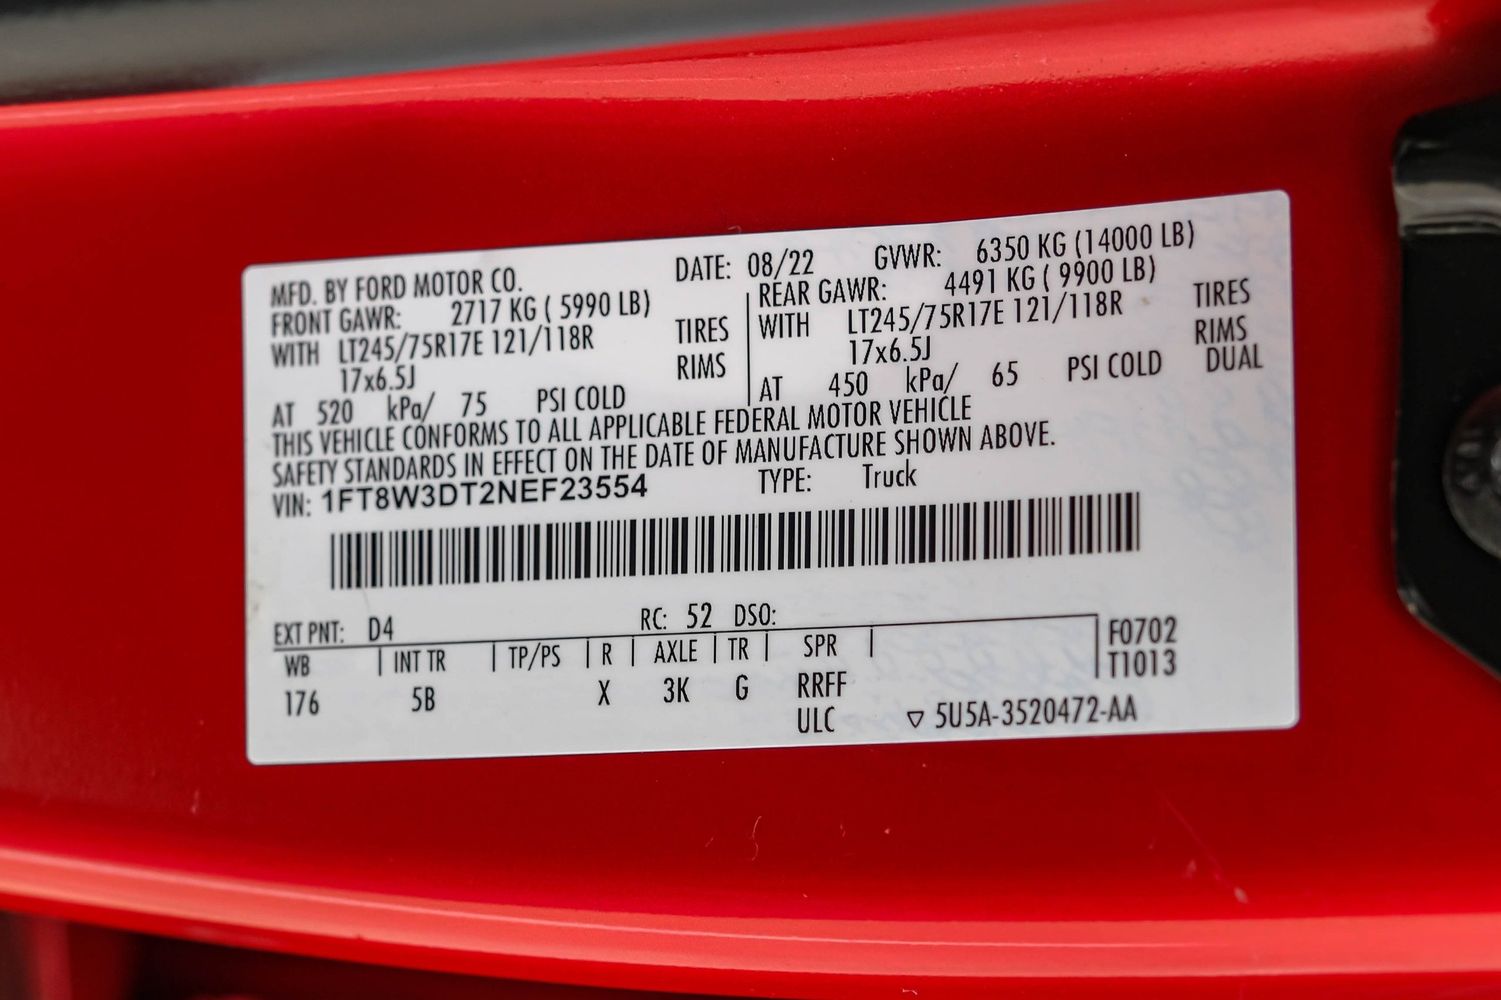 MFD. BY FORD MOTOR CO. DATE: 08/22 GVWR: 6350 KG (14000 LB)
FRONT GAWR: 2717 KG ( 5990 LB) REAR GAWR: 4491 KG ( 9900 LB)
WITH LT245/75R17E 121/118R TIRES WITH LT245/75R17E 121/118R TIRES
17x6.5J RIMS 17x6.5J RIMS
AT 520 kPa/ 75 PSI COLD AT 450 kPa/ 65 PSI COLD DUAL
THIS VEHICLE CONFORMS TO ALL APPLICABLE FEDERAL MOTOR VEHICLE
SAFETY STANDARDS IN EFFECT ON THE DATE OF MANUFACTURE SHOWN ABOVE.
VIN: 1FT8W3DT2NEF23554 TYPE: Truck
EXT PNT: D4 RC: 52 DSO:
WB INT TR TP/PS R AXLE TR SPR F0702
T1013
176 5B X 3K G RRFF
ULC ▽ 5U5A-3520472-AA